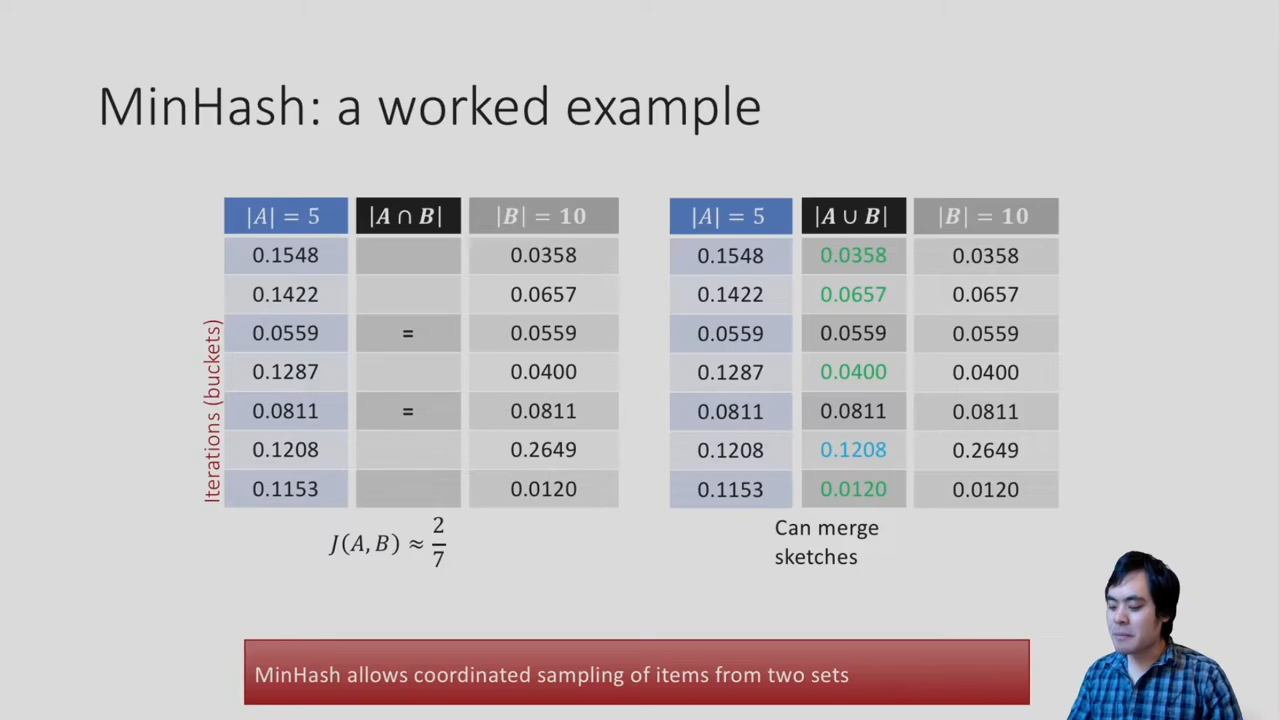 MinHash: a worked example
|A| = 5 |A ∩ B| |B| = 10
0.1548 0.0358
0.1422 0.0657
0.0559 = 0.0559
0.1287 0.0400
0.0811 = 0.0811
0.1208 0.2649
0.1153 0.0120
Iterations (buckets)
J(A, B) ≈ 2/7
|A| = 5 |A ∪ B| |B| = 10
0.1548 0.0358 0.0358
0.1422 0.0657 0.0657
0.0559 0.0559 0.0559
0.1287 0.0400 0.0400
0.0811 0.0811 0.0811
0.1208 0.1208 0.2649
0.1153 0.0120 0.0120
Can merge
sketches
MinHash allows coordinated sampling of items from two sets